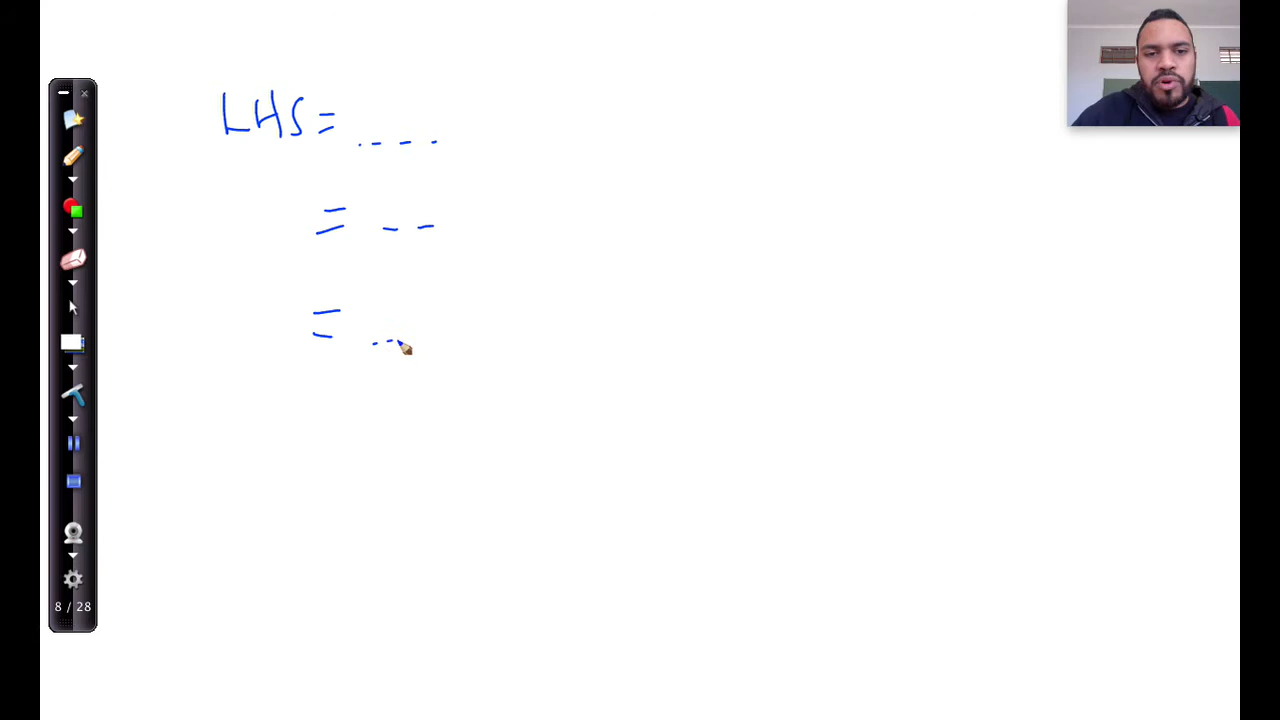 LHS = . - - -
= - -
= . - -
8 / 28